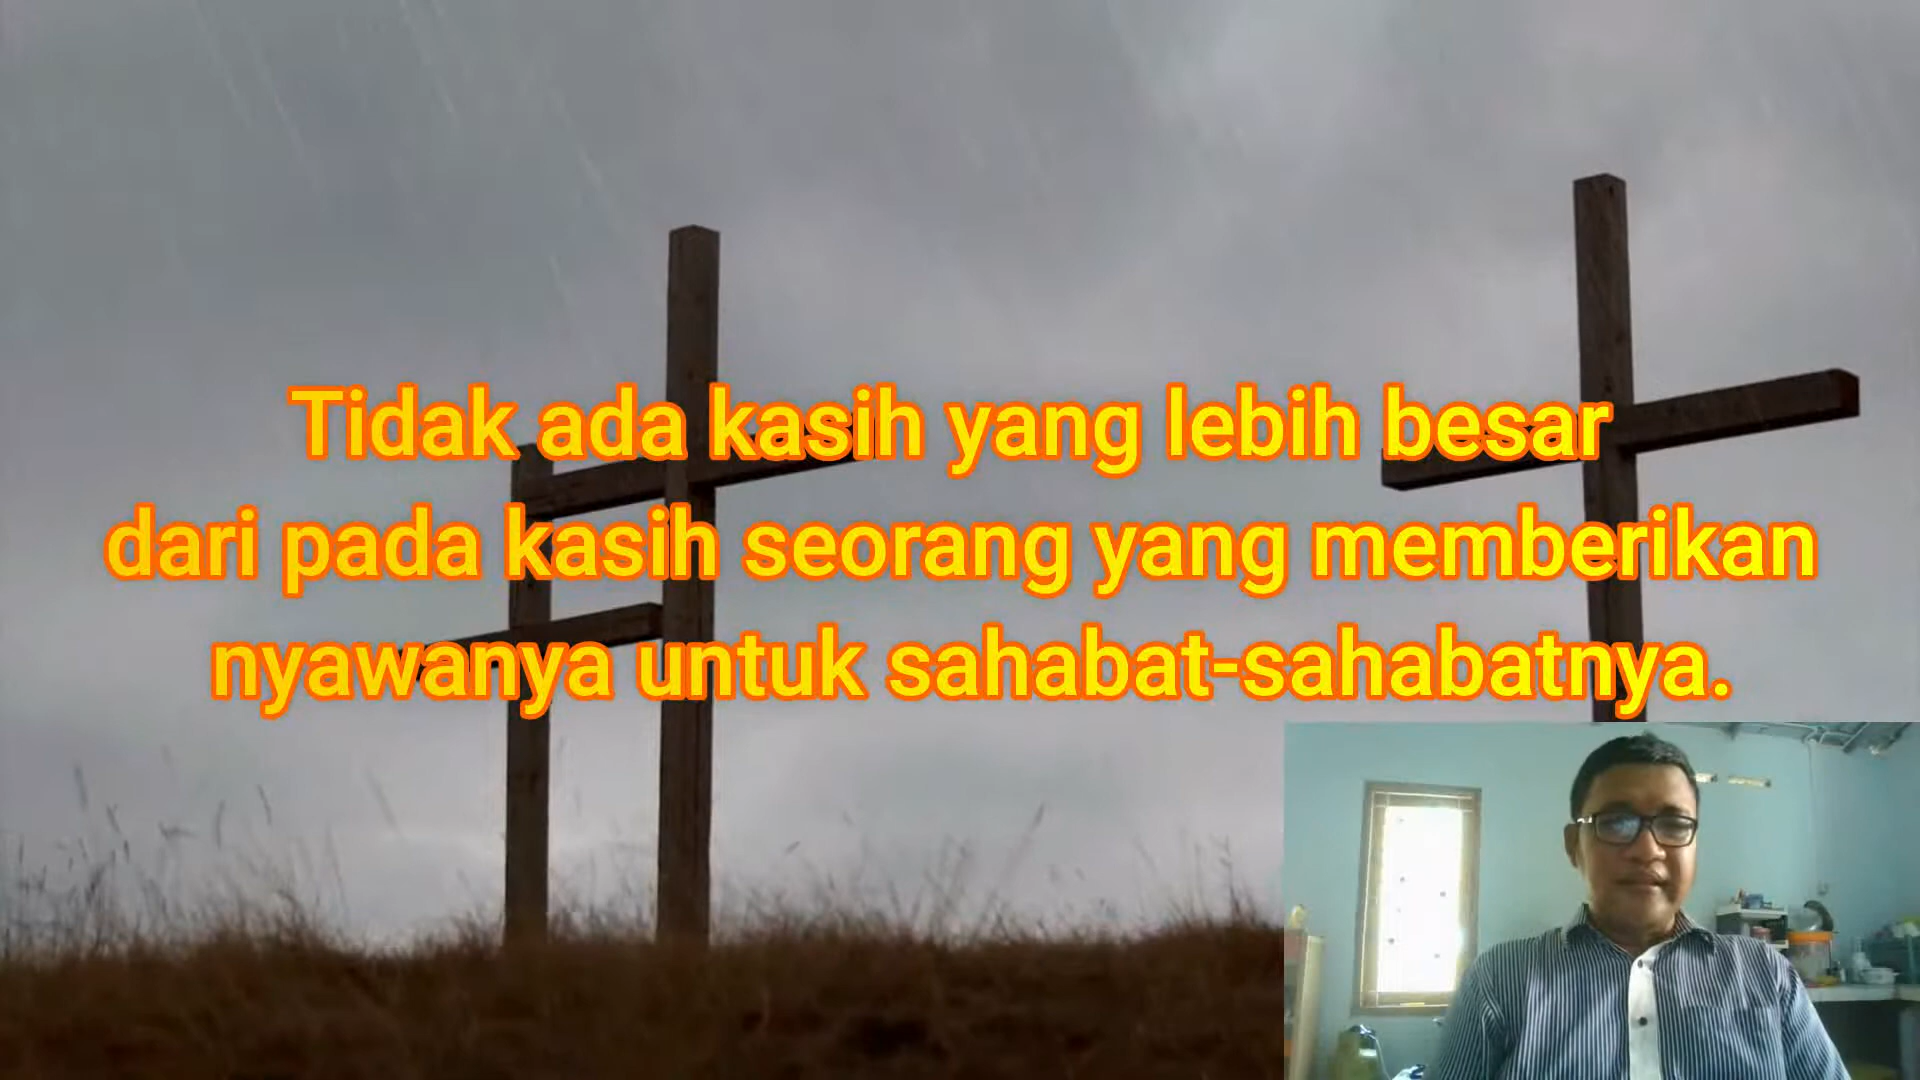 Tidak ada kasih yang lebih besar
dari pada kasih seorang yang memberikan
nyawanya untuk sahabat-sahabatnya.